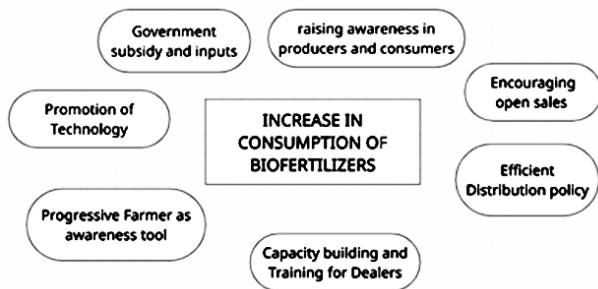 Government
subsidy and inputs
raising awareness in
producers and consumers
Encouraging
open sales
Promotion of
Technology
INCREASE IN
CONSUMPTION OF
BIOFERTILIZERS
Efficient
Distribution policy
Progressive Farmer as
awareness tool
Capacity building and
Training for Dealers